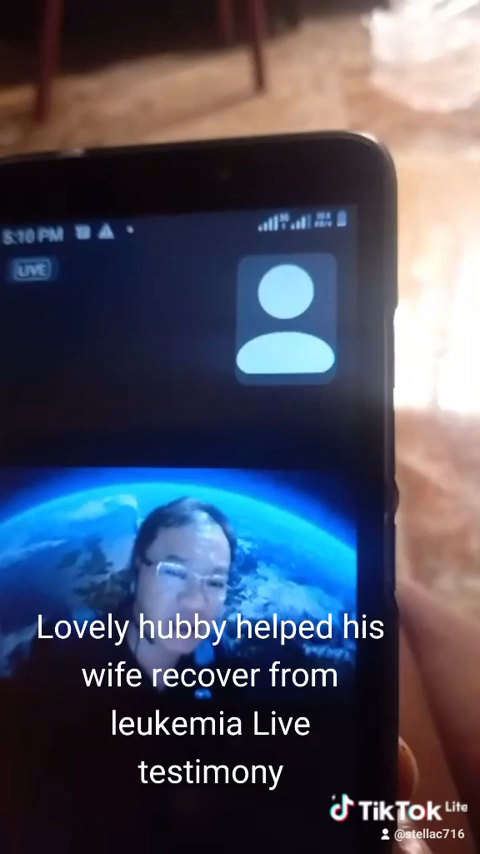 5:10 PM
LIVE
Lovely hubby helped his
wife recover from
leukemia Live
testimony
TikTok Lite
@stellac716